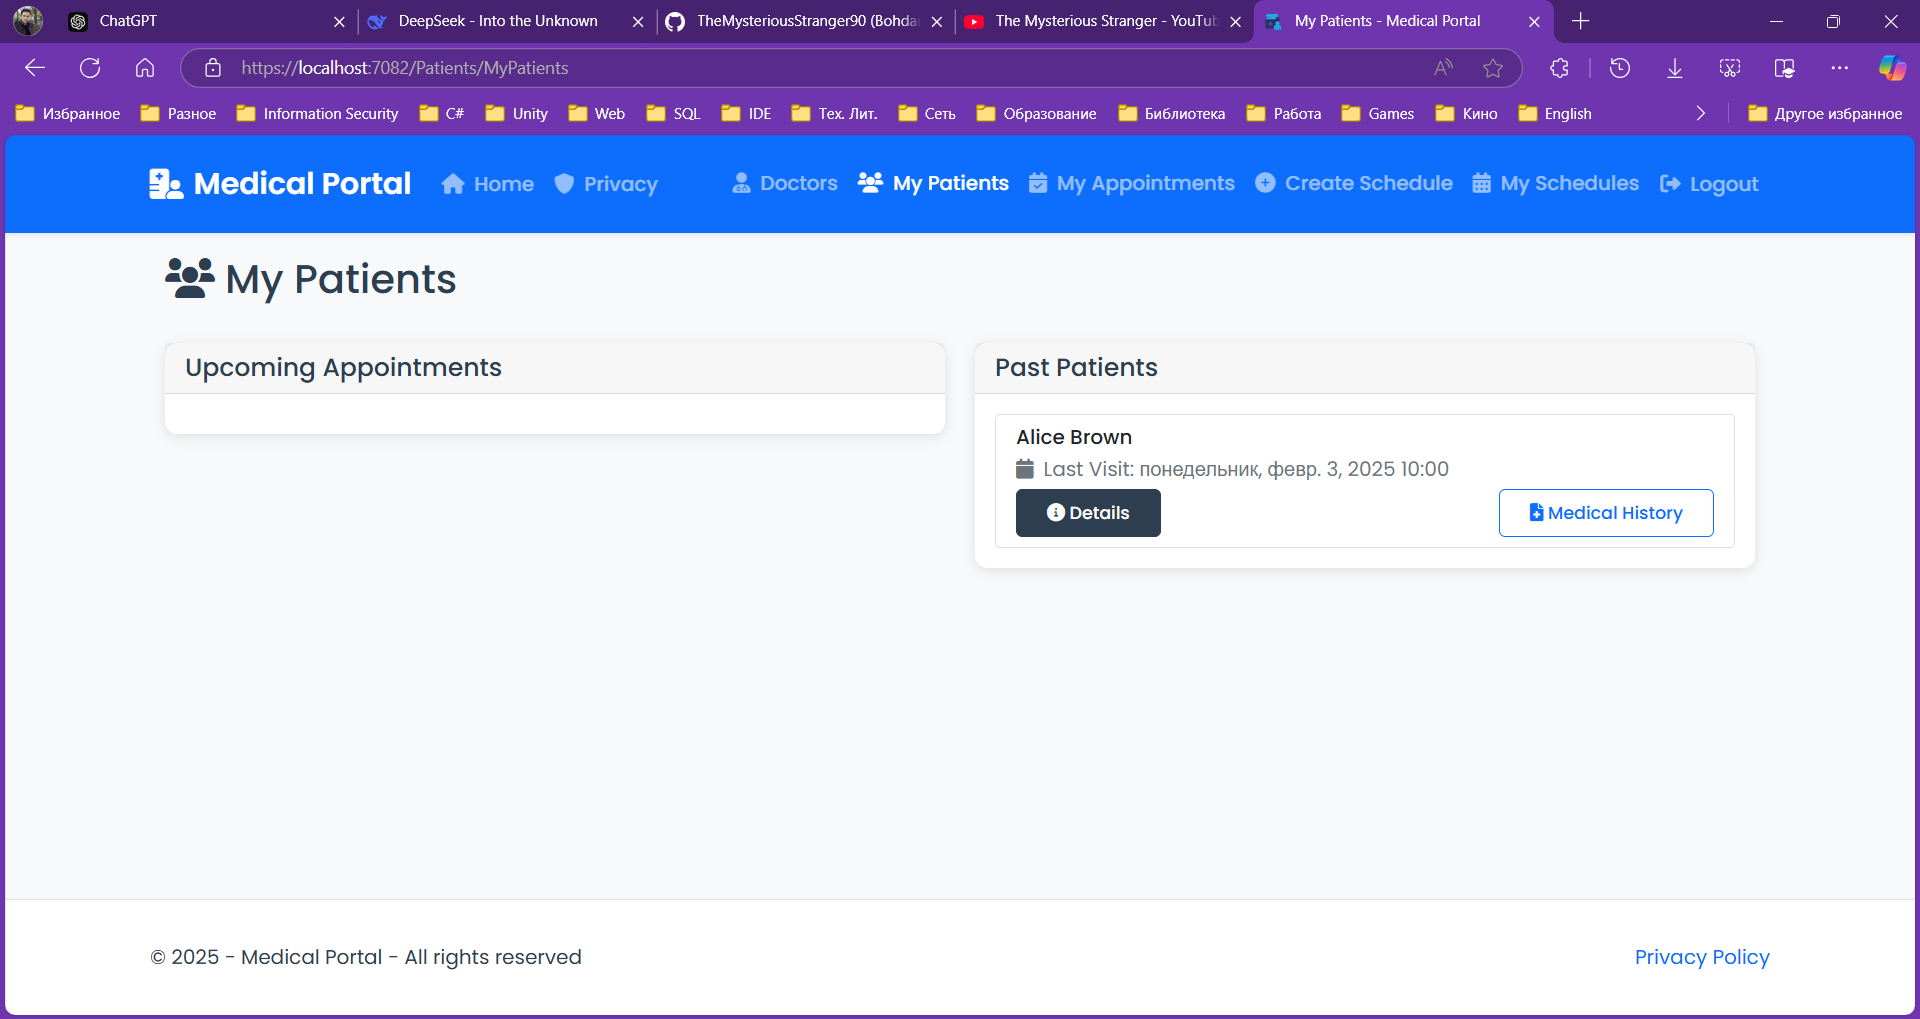 ChatGPT
DeepSeek - Into the Unknown
TheMysteriousStranger90 (Bohda
The Mysterious Stranger - YouTub
My Patients - Medical Portal
https://localhost:7082/Patients/MyPatients
Избранное Разное Information Security C# Unity Web SQL IDE Тех. Лит. Сеть Образование Библиотека Работа Games Кино English Другое избранное
Medical Portal Home Privacy Doctors My Patients My Appointments Create Schedule My Schedules Logout
My Patients
Upcoming Appointments
Past Patients
Alice Brown
Last Visit: понедельник, февр. 3, 2025 10:00
Details Medical History
© 2025 - Medical Portal - All rights reserved
Privacy Policy